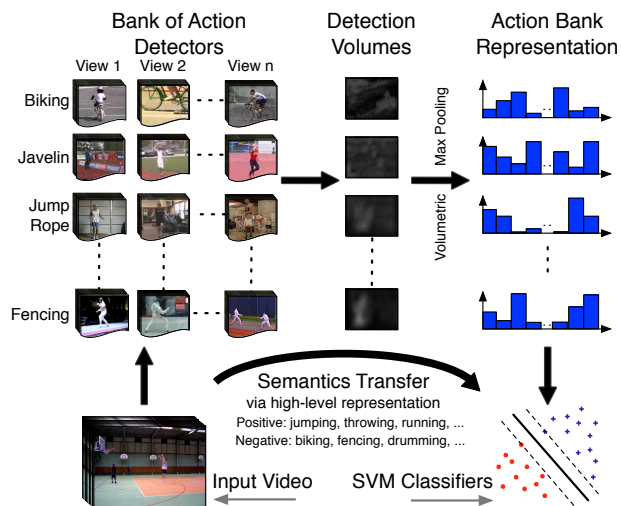 Bank of Action
Detectors
Detection
Volumes
Action Bank
Representation
View 1
View 2
View n
Biking
Javelin
Jump
Rope
Fencing
Volumetric Max Pooling
Semantics Transfer
via high-level representation
Positive: jumping, throwing, running, ...
Negative: biking, fencing, drumming, ...
Input Video
SVM Classifiers